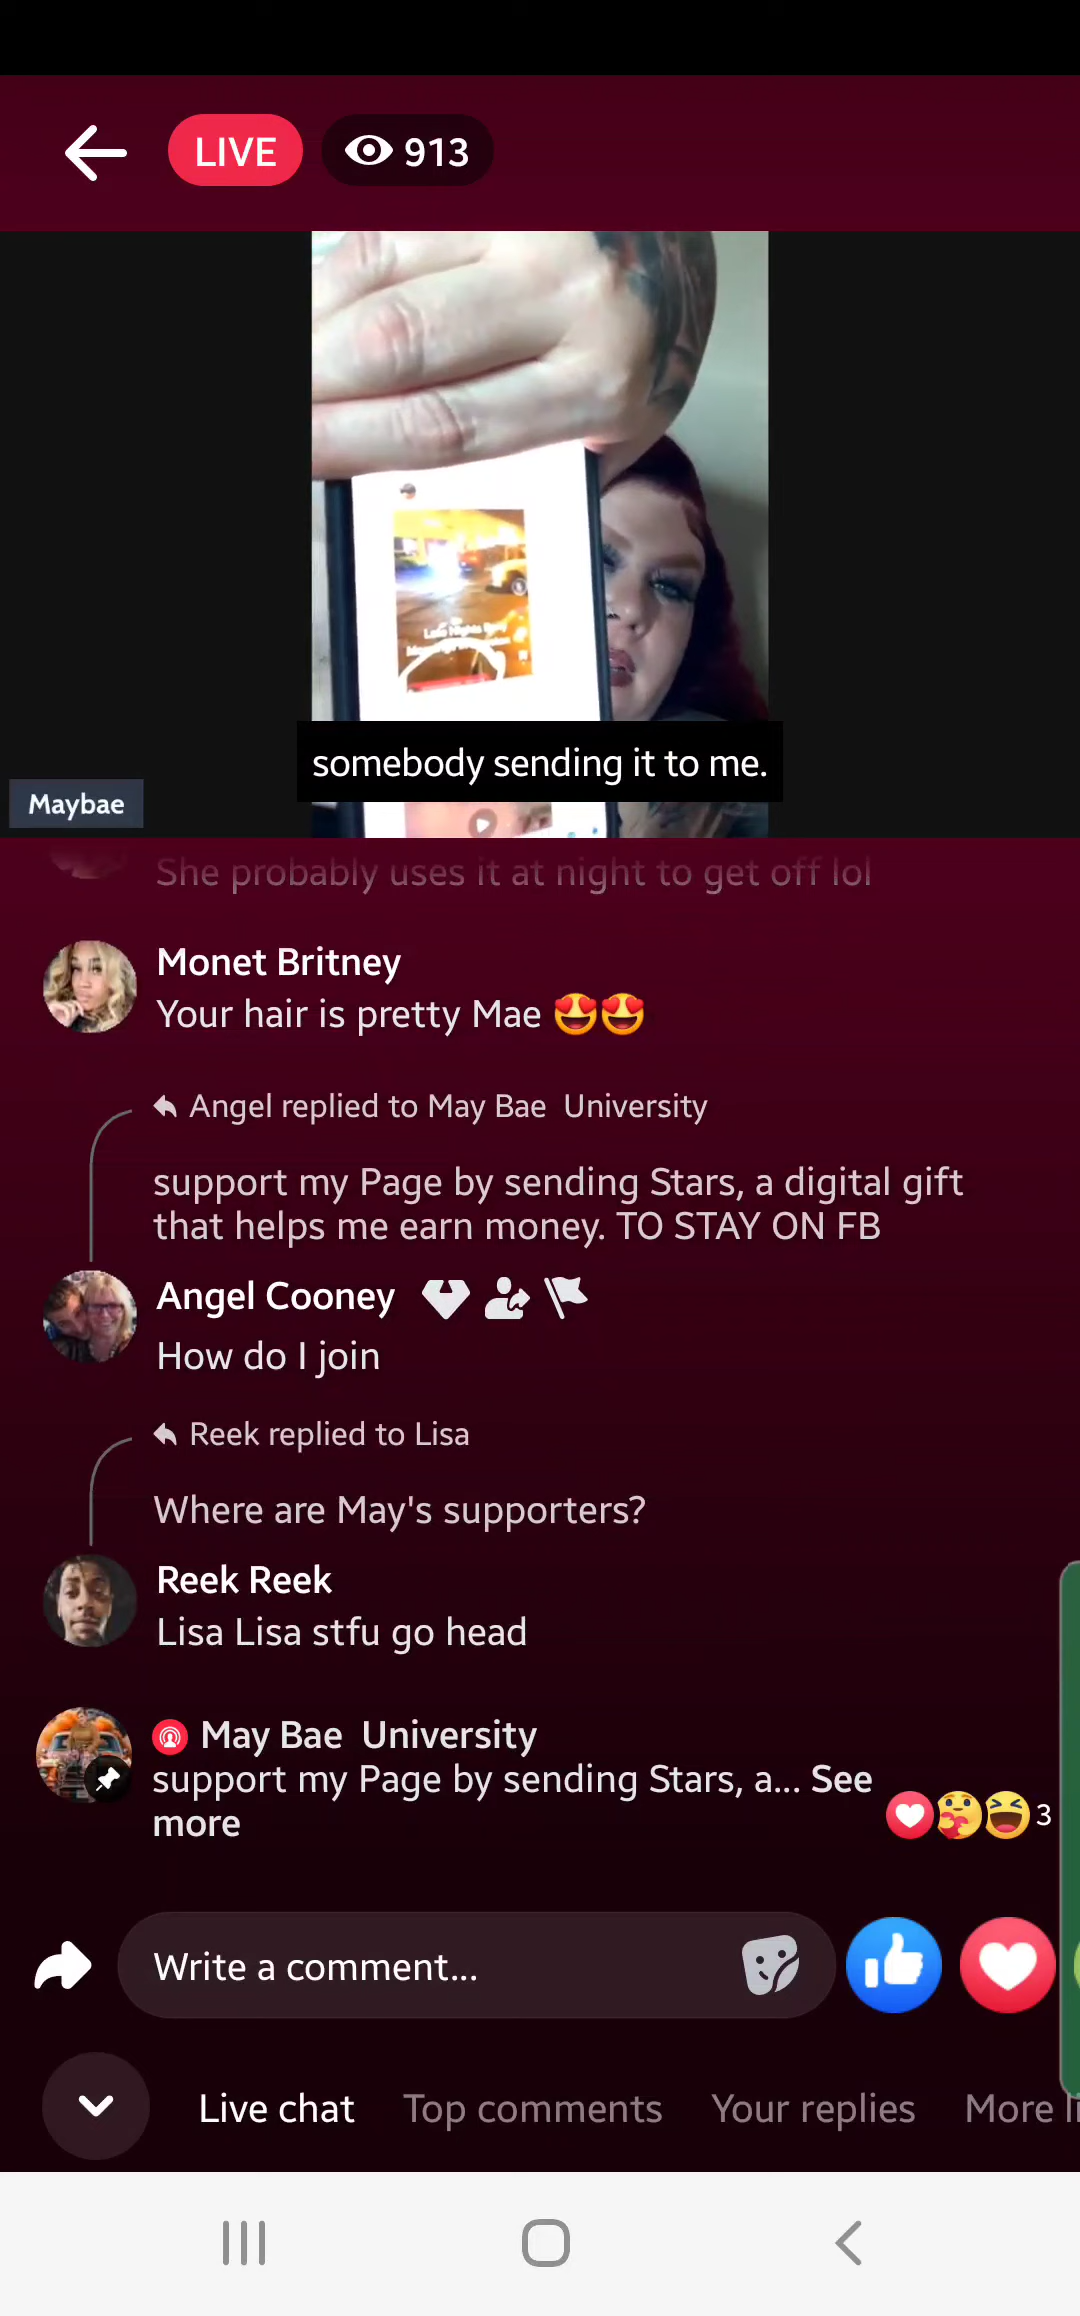 LIVE
913
somebody sending it to me.
Maybae
She probably uses it at night to get off lol
Monet Britney
Your hair is pretty Mae 😍😍
Angel replied to May Bae University
support my Page by sending Stars, a digital gift
that helps me earn money. TO STAY ON FB
Angel Cooney
How do I join
Reek replied to Lisa
Where are May's supporters?
Reek Reek
Lisa Lisa stfu go head
May Bae University
support my Page by sending Stars, a... See
more
3
Write a comment...
Live chat Top comments Your replies More